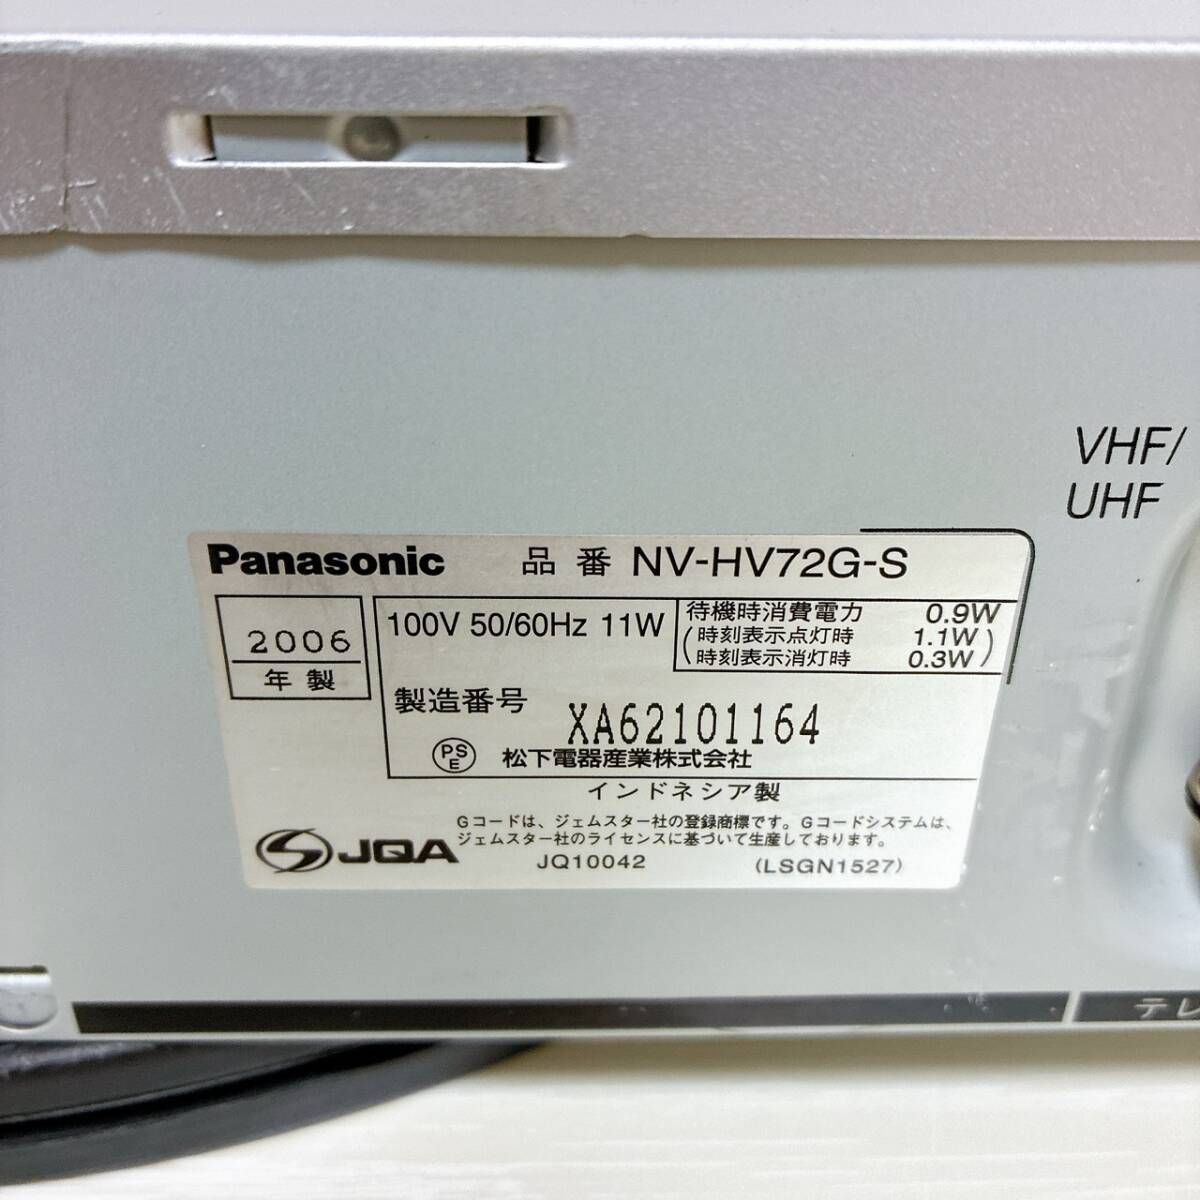 VHF/
UHF
Panasonic 品番 NV-HV72G-S
2006
年製
100V 50/60Hz 11W
待機時消費電力 0.9W
(時刻表示点灯時 1.1W
時刻表示消灯時 0.3W)
製造番号 XA62101164
PSE 松下電器産業株式会社
インドネシア製
Gコードは、ジェムスター社の登録商標です。Gコードシステムは、
ジェムスター社のライセンスに基づいて生産しております。
JQA
JQ10042 (LSGN1527)
テレ